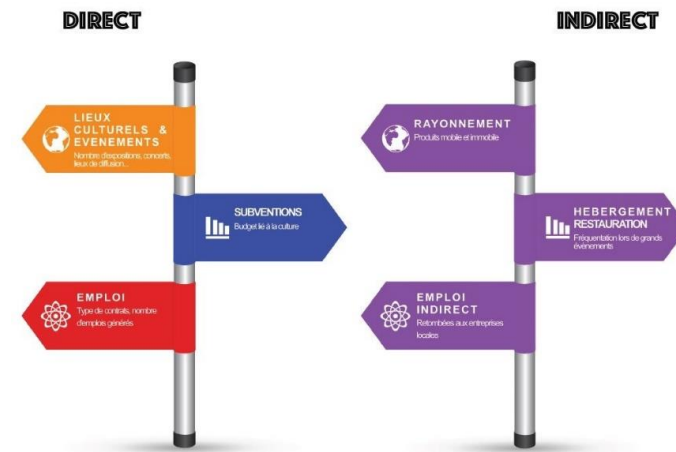 DIRECT
LIEUX
CULTURELS &
EVENEMENTS
Nombre d'expositions, concerts,
lieux de diffusion...
SUBVENTIONS
Budget lié à la culture
EMPLOI
Type de contrats, nombre
d'emplois générés
INDIRECT
RAYONNEMENT
Produits mobile et immobile
HEBERGEMENT
RESTAURATION
Fréquentation lors de grands
événements
EMPLOI
INDIRECT
Retombées aux entreprises
locales